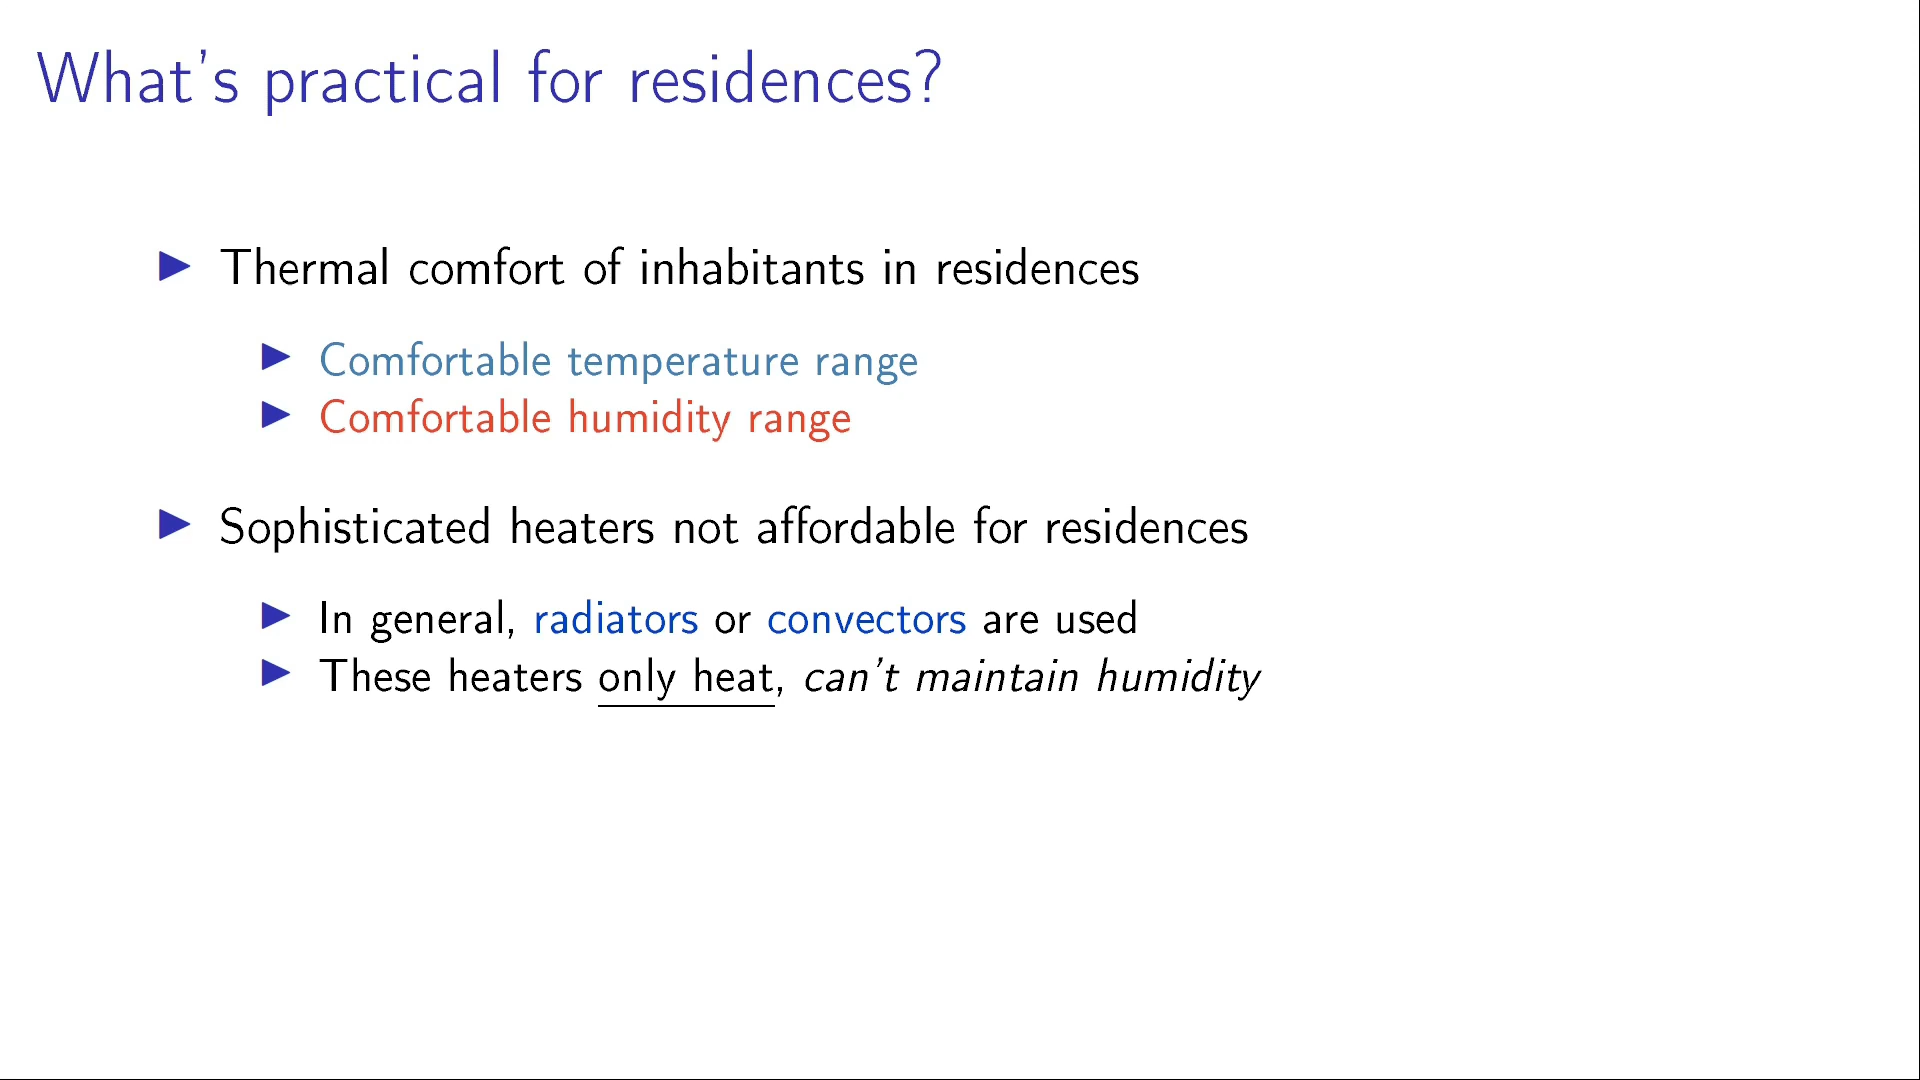 What's practical for residences?
Thermal comfort of inhabitants in residences
Comfortable temperature range
Comfortable humidity range
Sophisticated heaters not affordable for residences
In general, radiators or convectors are used
These heaters only heat, can't maintain humidity